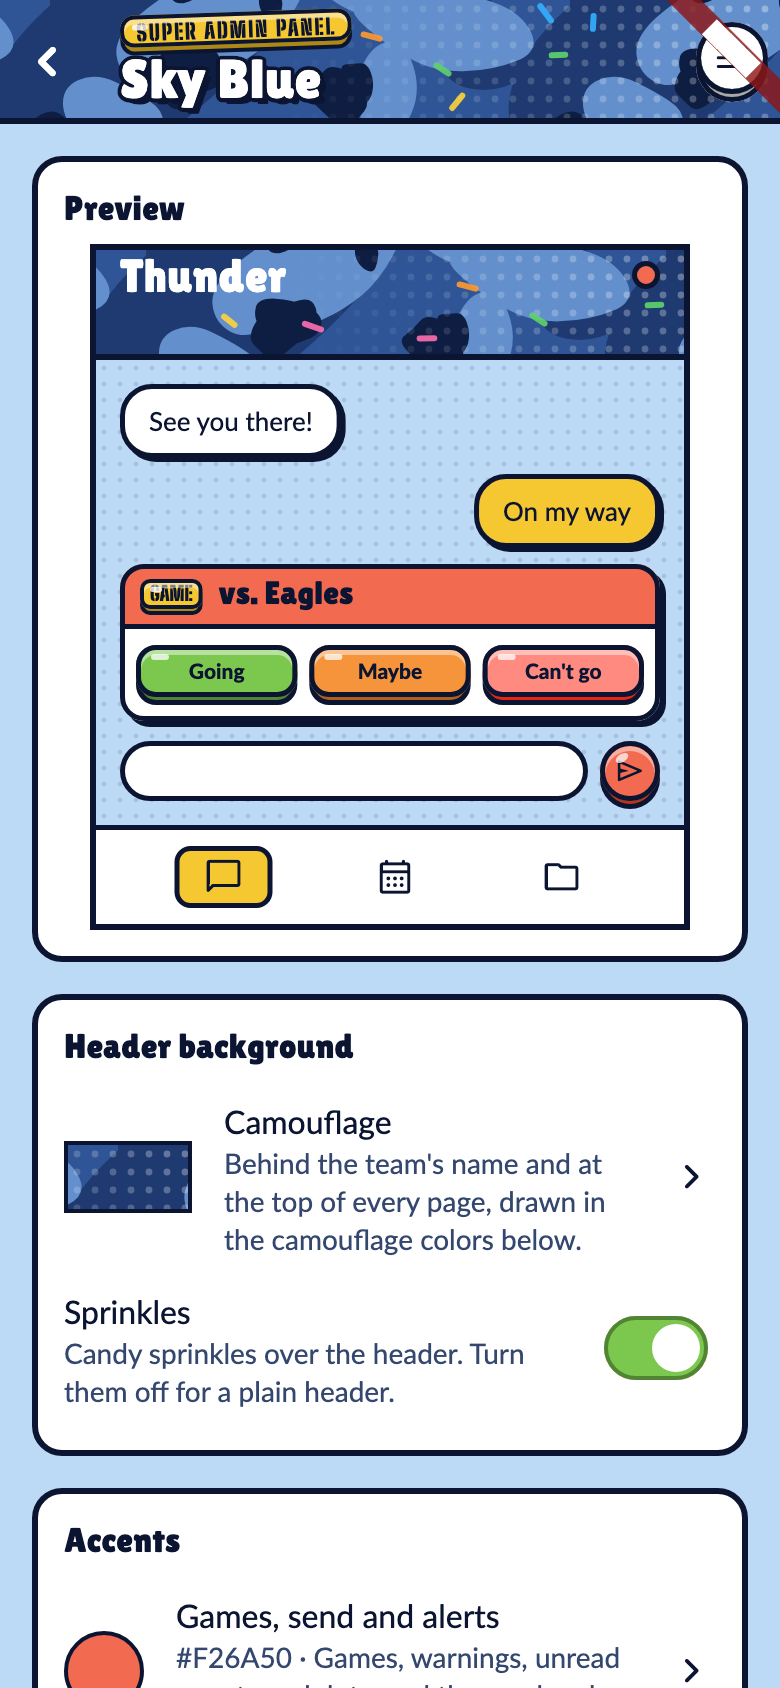 SUPER ADMIN PANEL
Sky Blue
Preview
Thunder
See you there!
On my way
GAME vs. Eagles
Going Maybe Can't go
Header background
Camouflage
Behind the team's name and at
the top of every page, drawn in
the camouflage colors below.
Sprinkles
Candy sprinkles over the header. Turn
them off for a plain header.
Accents
Games, send and alerts
#F26A50 · Games, warnings, unread